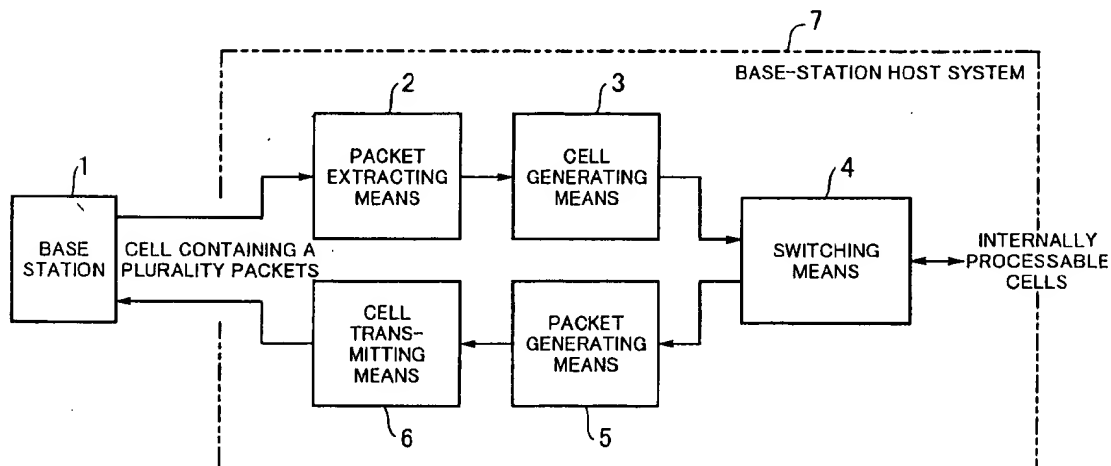 7
BASE-STATION HOST SYSTEM
2
PACKET
EXTRACTING
MEANS
3
CELL
GENERATING
MEANS
1
BASE
STATION
4
SWITCHING
MEANS
CELL CONTAINING A
PLURALITY PACKETS
INTERNALLY
PROCESSABLE
CELLS
CELL
TRANS-
MITTING
MEANS
6
PACKET
GENERATING
MEANS
5